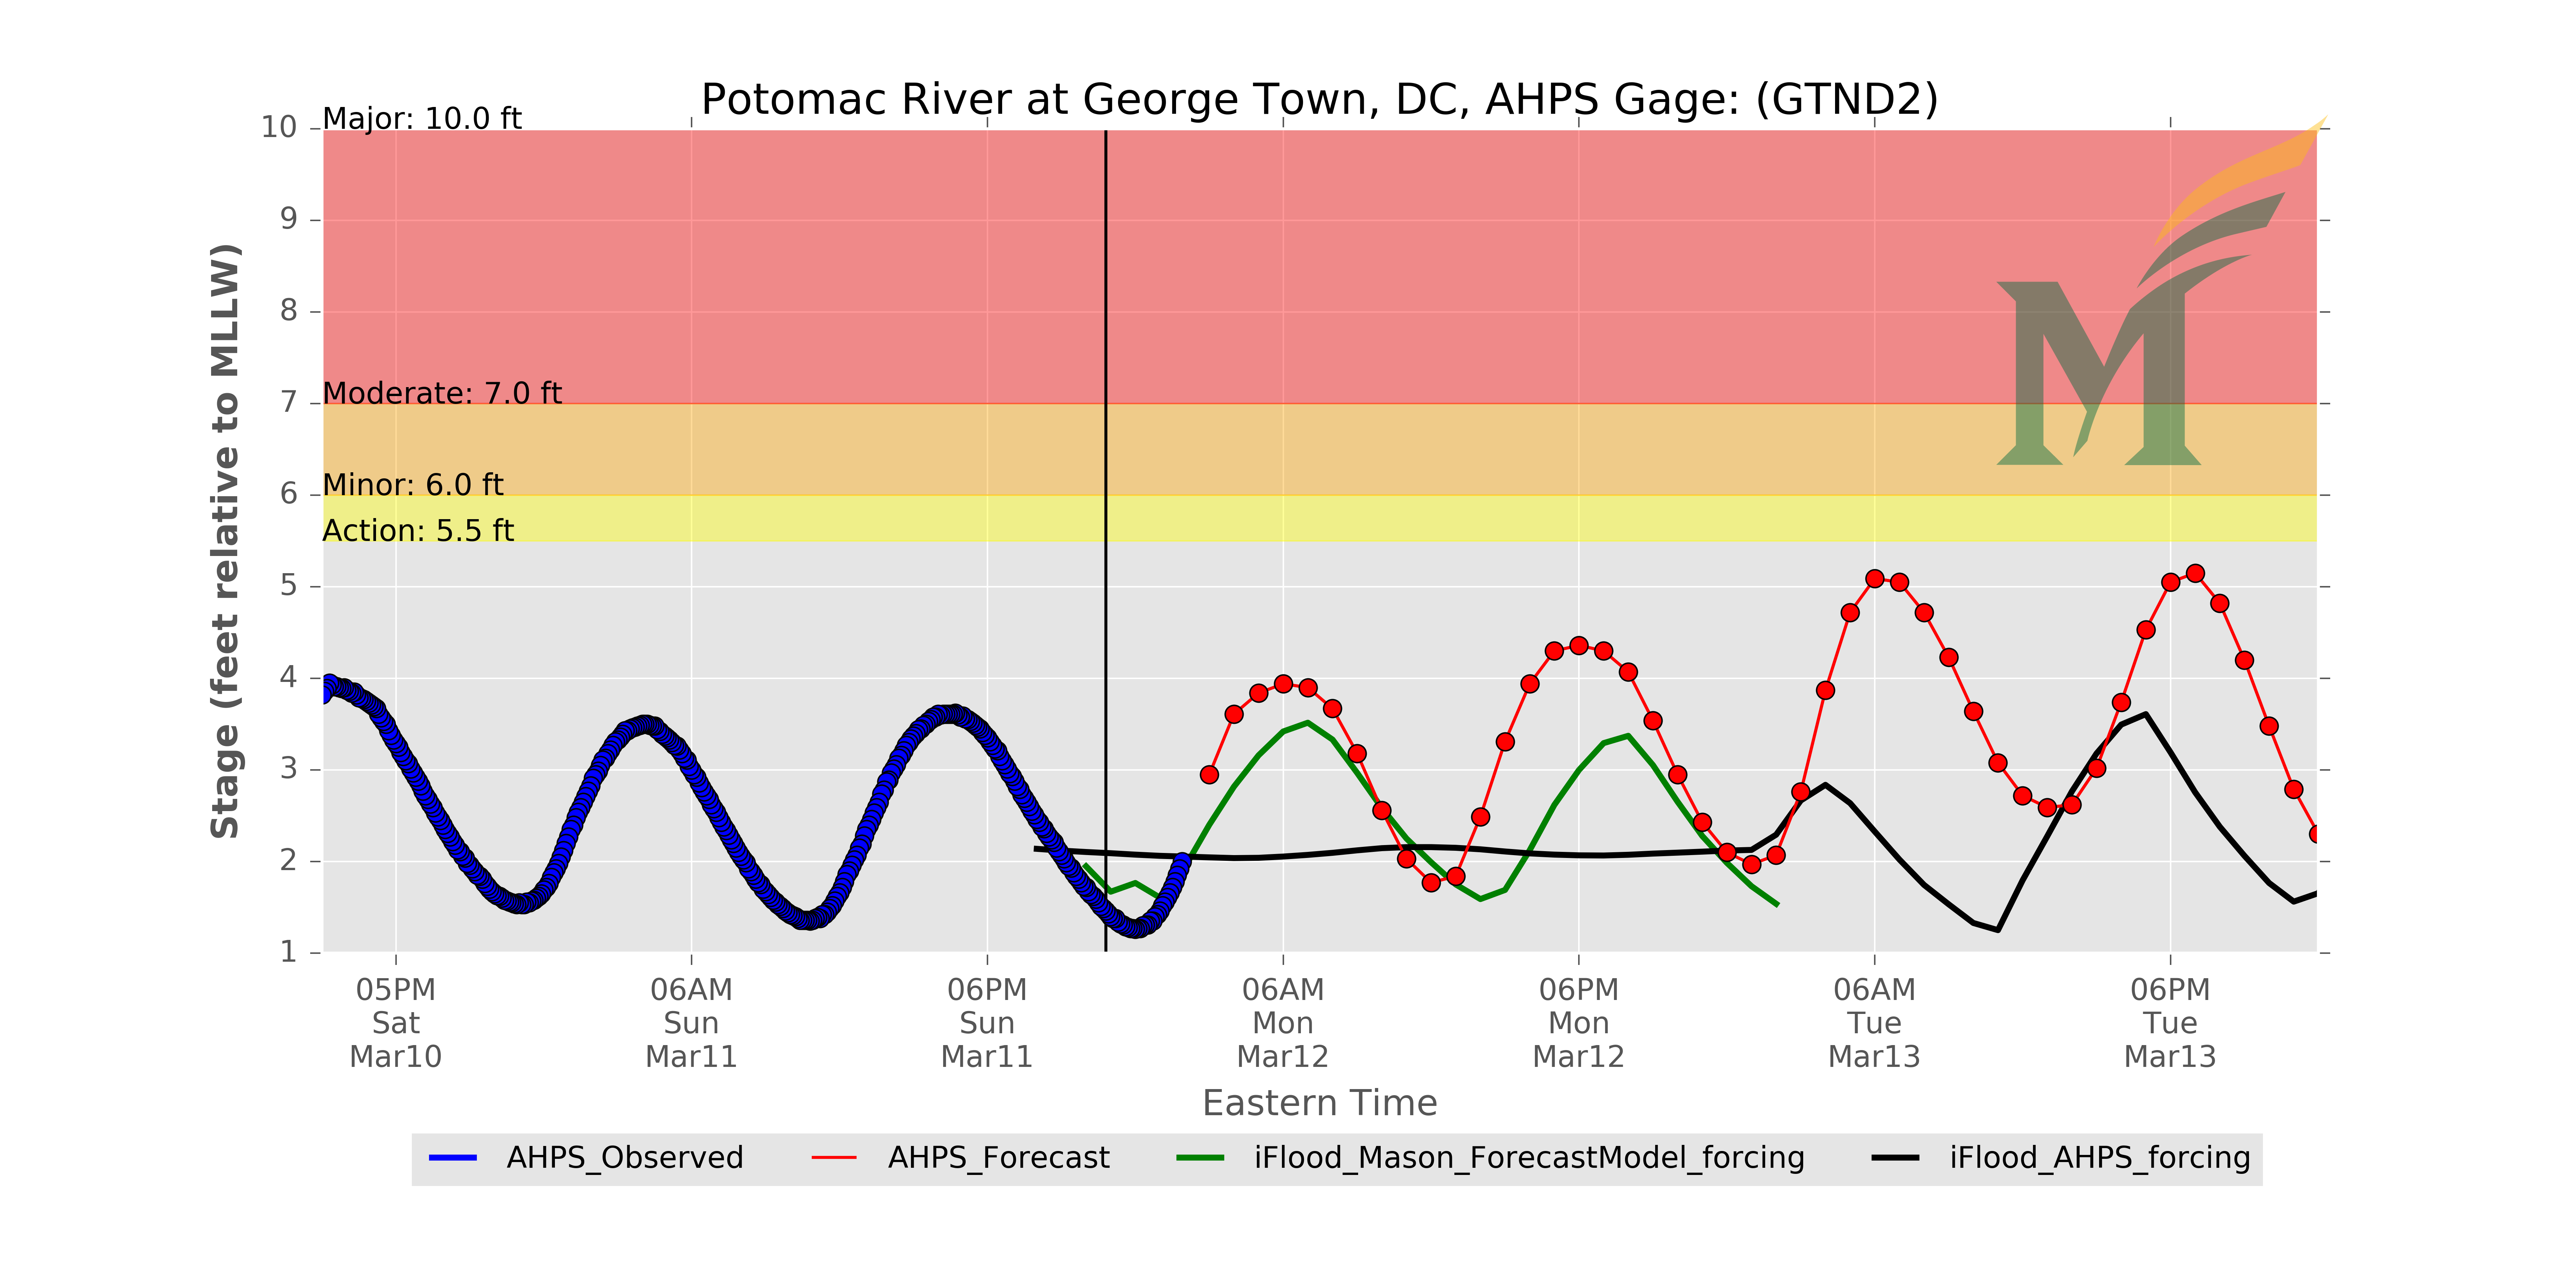 Potomac River at George Town, DC, AHPS Gage: (GTND2)
Major: 10.0 ft
Moderate: 7.0 ft
Minor: 6.0 ft
Action: 5.5 ft
Stage (feet relative to MLLW)
10
9
8
7
6
5
4
3
2
1
05PM 06AM 06PM 06AM 06PM 06AM 06PM
Sat Sun Sun Mon Mon Tue Tue
Mar10 Mar11 Mar11 Mar12 Mar12 Mar13 Mar13
Eastern Time
AHPS_Observed AHPS_Forecast iFlood_Mason_ForecastModel_forcing iFlood_AHPS_forcing
M